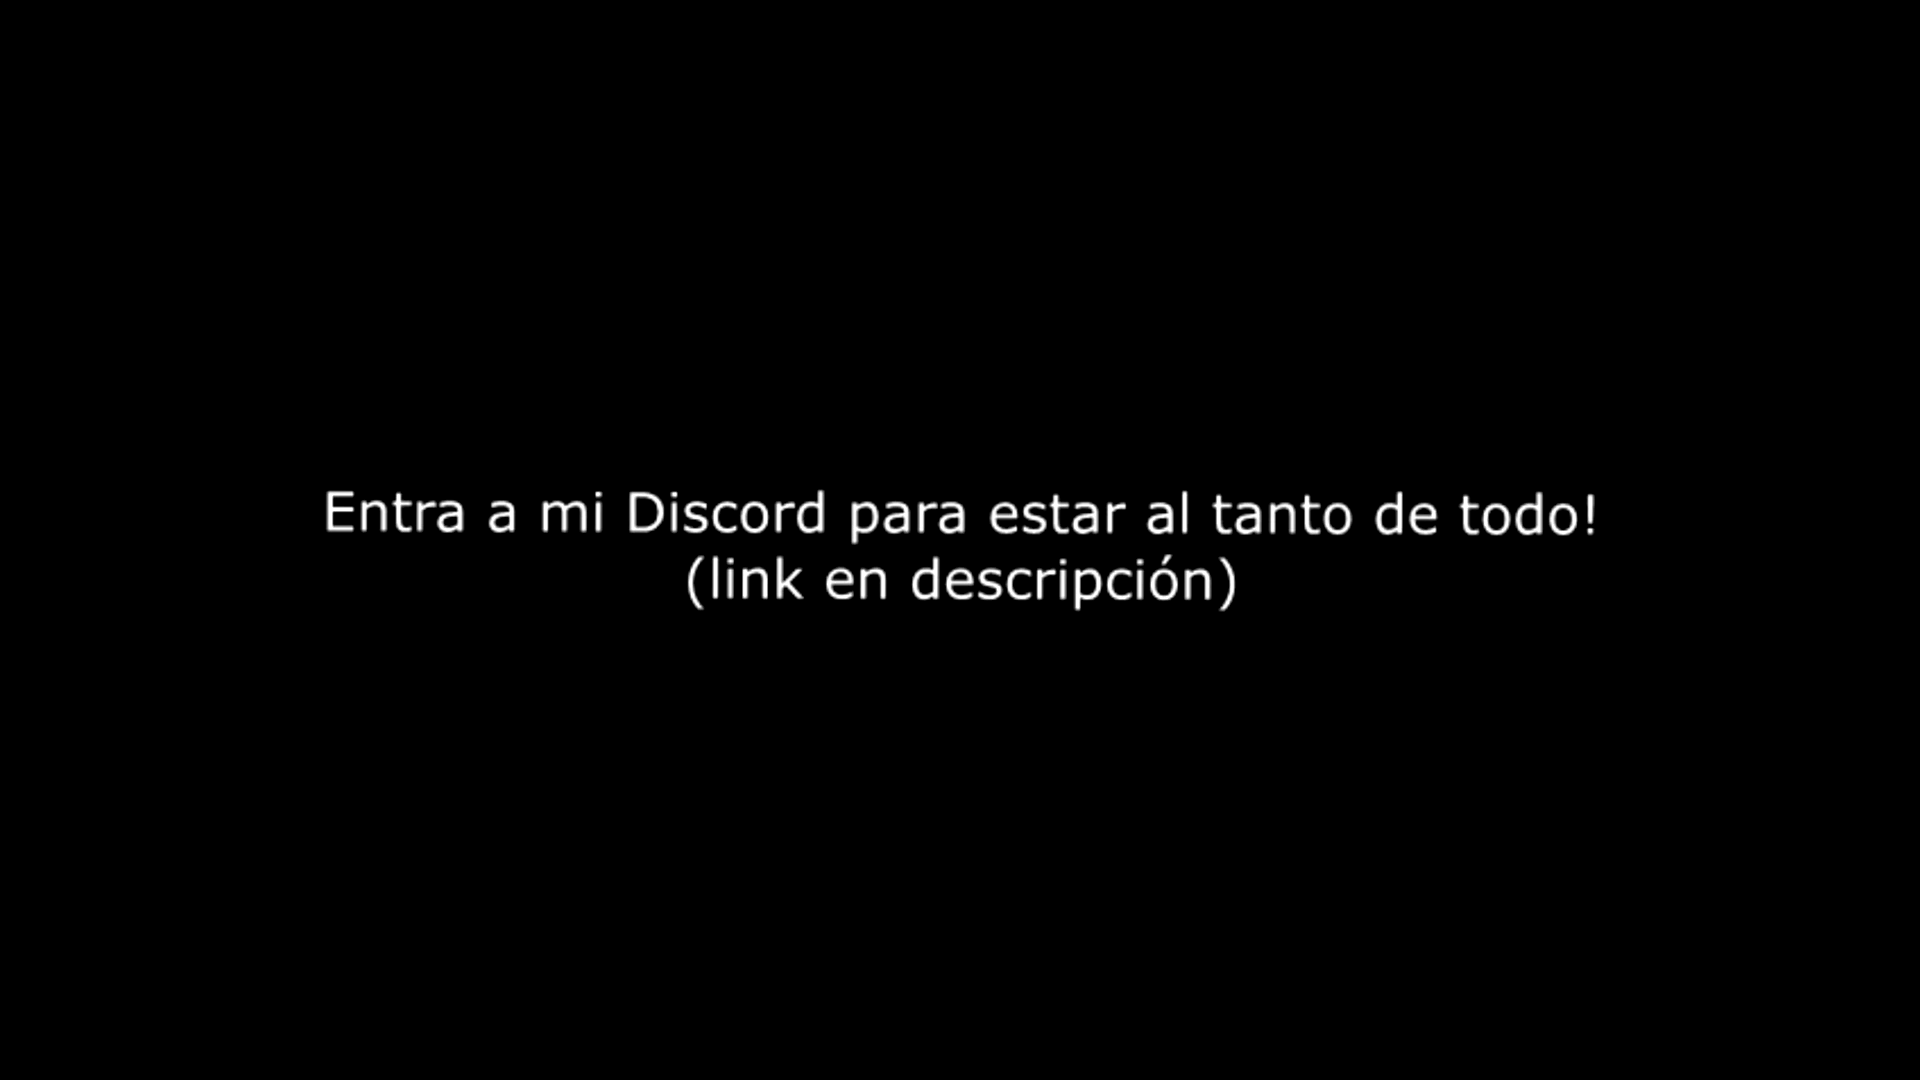 Entra a mi Discord para estar al tanto de todo!
(link en descripción)